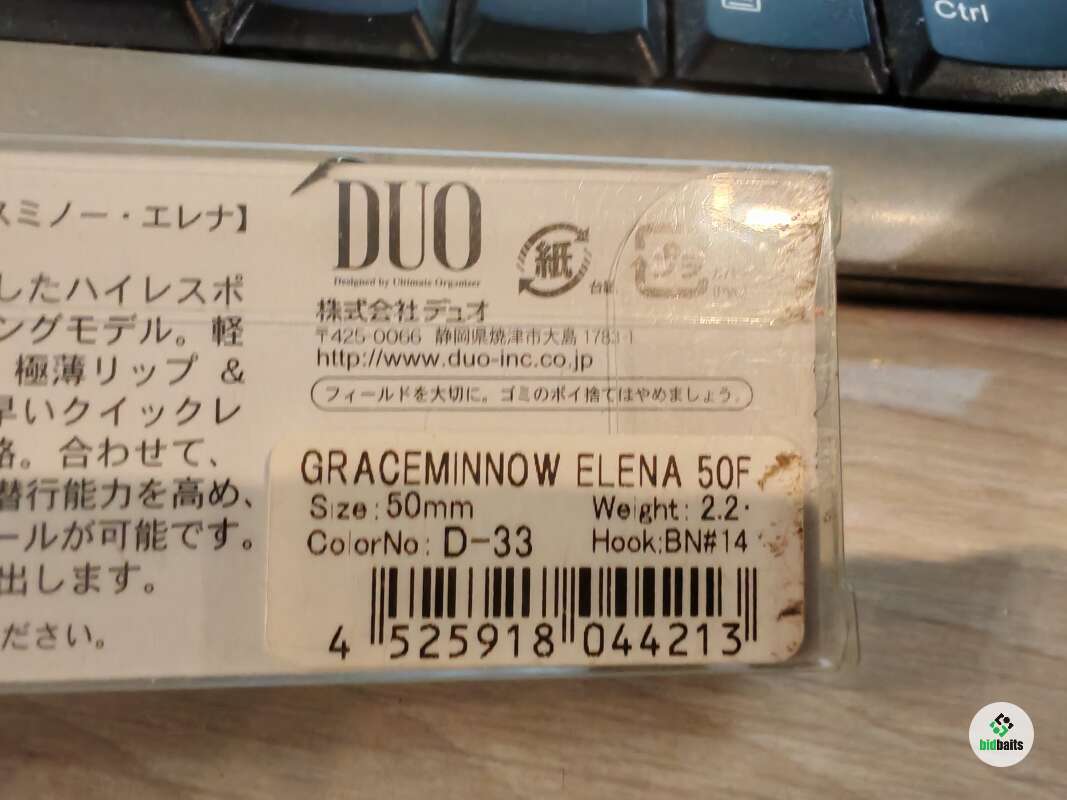 Ctrl
スミノー・エレナ】
したハイレスポ
ングモデル。軽
極薄リップ &
早いクイックレ
。合わせて、
潜行能力を高め、
ールが可能です。
出します。
ださい。
DUO
Designed by Ultimate Organizer
紙
プラ
株式会社デュオ
〒425-0066 静岡県焼津市大島 1783-1
http://www.duo-inc.co.jp
フィールドを大切に。ゴミのポイ捨てはやめましょう。
GRACEMINNOW ELENA 50F
Size:50mm Weight: 2.2
ColorNo: D-33 Hook:BN#14
4 525918 044213
bidbaits